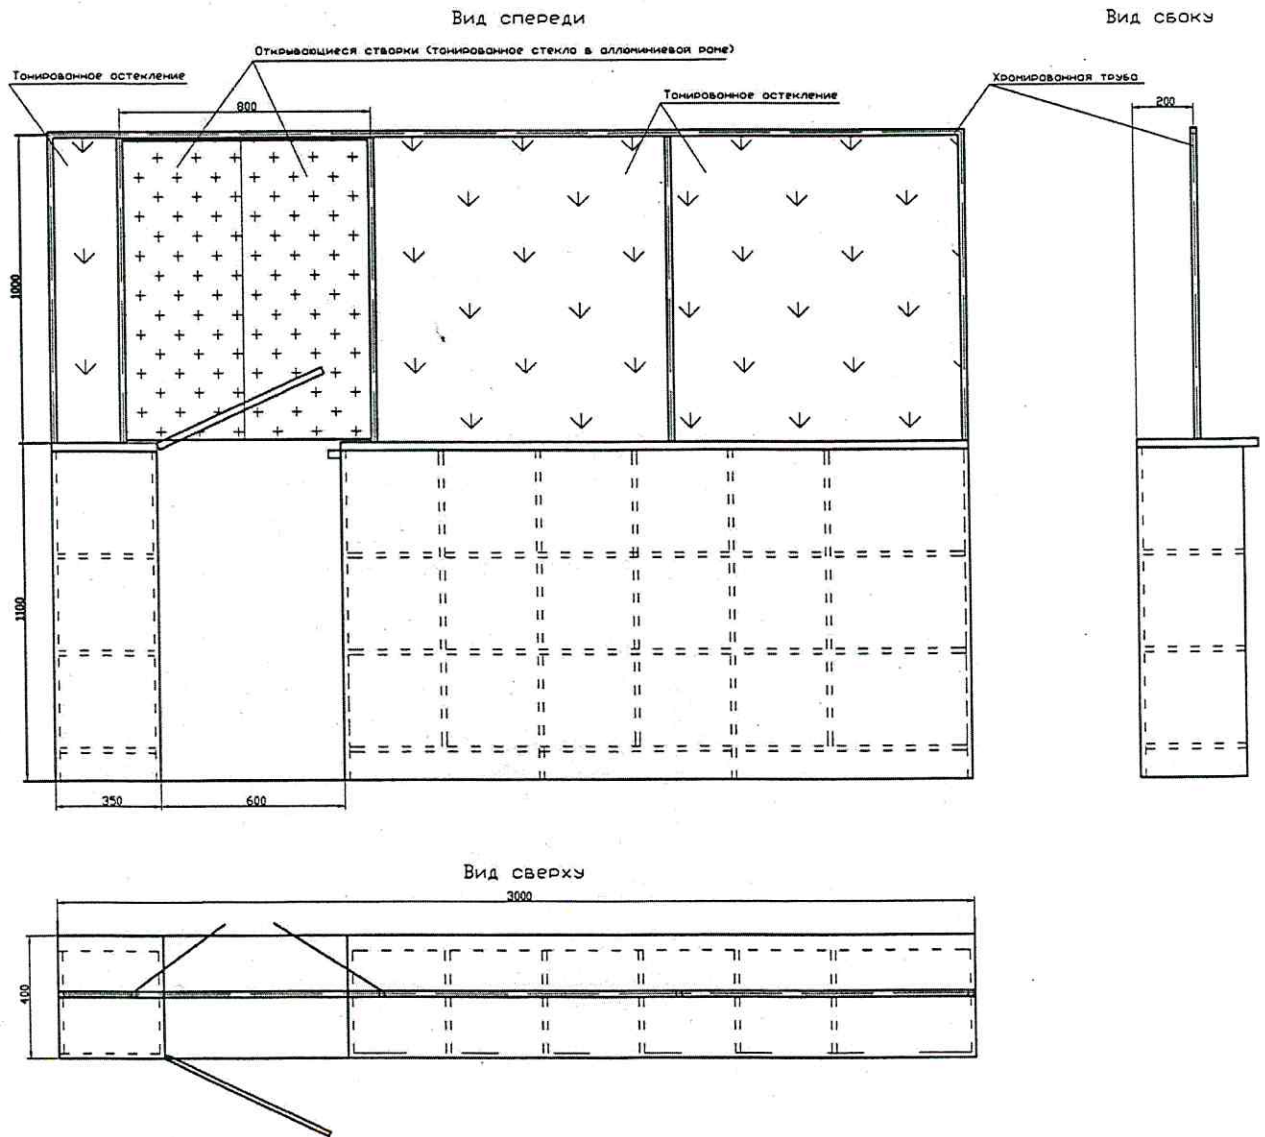 Вид спереди
Вид сбоку
Открывающиеся створки (тонированное стекло в аллюминиевой раме)
Тонированное остекление
Тонированное остекление
Хромированная труба
800
200
1000
1100
350
600
Вид сверху
3000
400